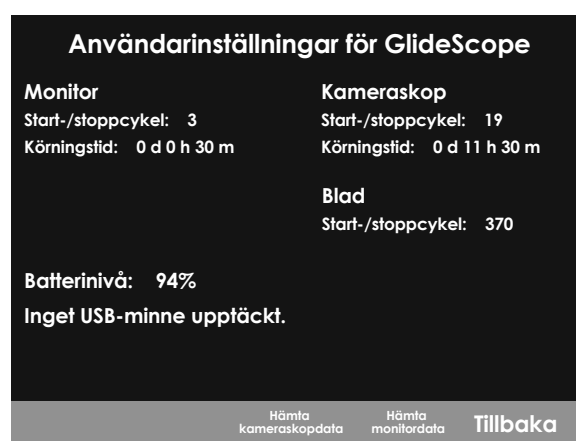 Användarinställningar för GlideScope
Monitor
Start-/stoppcykel: 3
Körningstid: 0 d 0 h 30 m
Kameraskop
Start-/stoppcykel: 19
Körningstid: 0 d 11 h 30 m
Blad
Start-/stoppcykel: 370
Batterinivå: 94%
Inget USB-minne upptäckt.
Hämta
kameraskopdata
Hämta
monitordata
Tillbaka